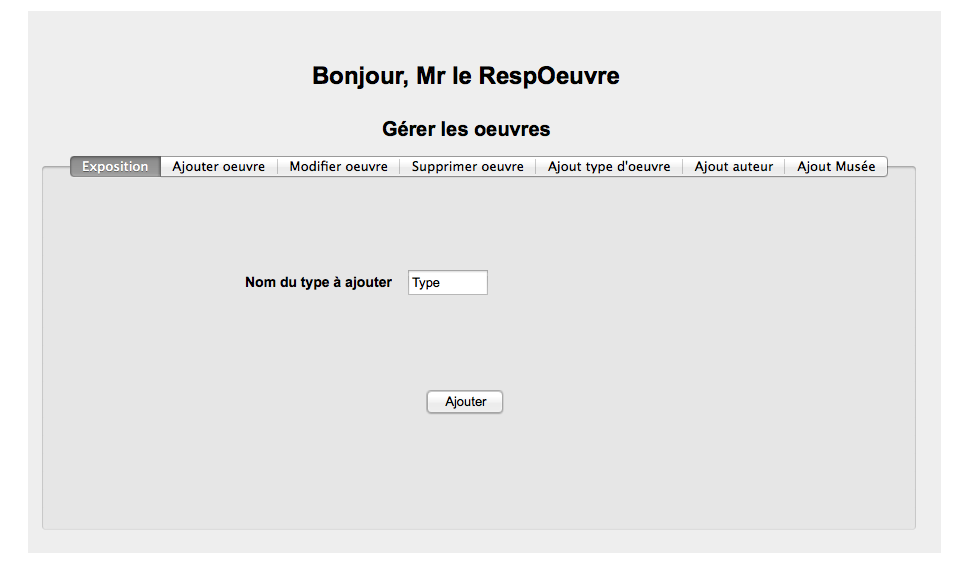 Bonjour, Mr le RespOeuvre
Gérer les oeuvres
Exposition Ajouter oeuvre Modifier oeuvre Supprimer oeuvre Ajout type d'oeuvre Ajout auteur Ajout Musée
Nom du type à ajouter Type
Ajouter